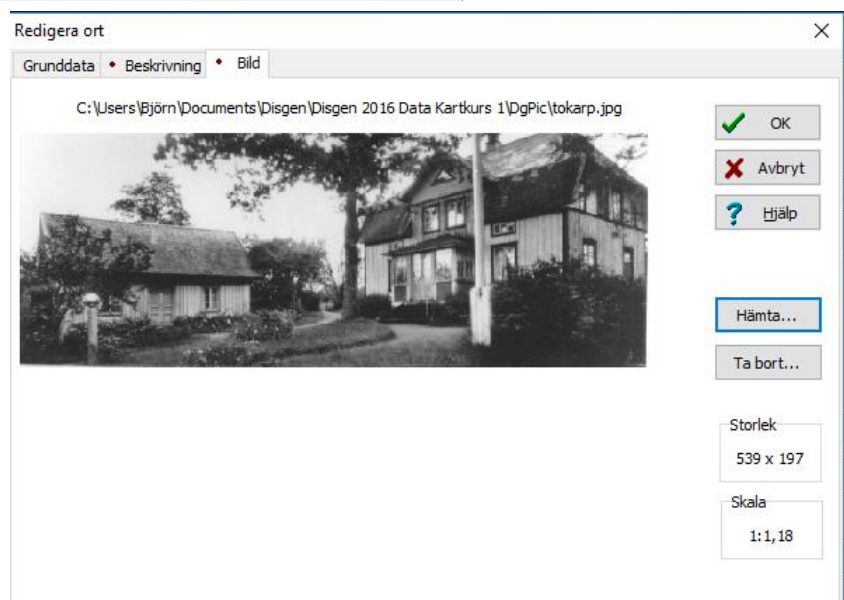 Redigera ort
Grunddata • Beskrivning • Bild
C:\Users\Björn\Documents\Disgen\Disgen 2016 Data Kartkurs 1\DgPic\tokarp.jpg
OK
Avbryt
? Hjälp
Hämta...
Ta bort...
Storlek
539 x 197
Skala
1:1,18